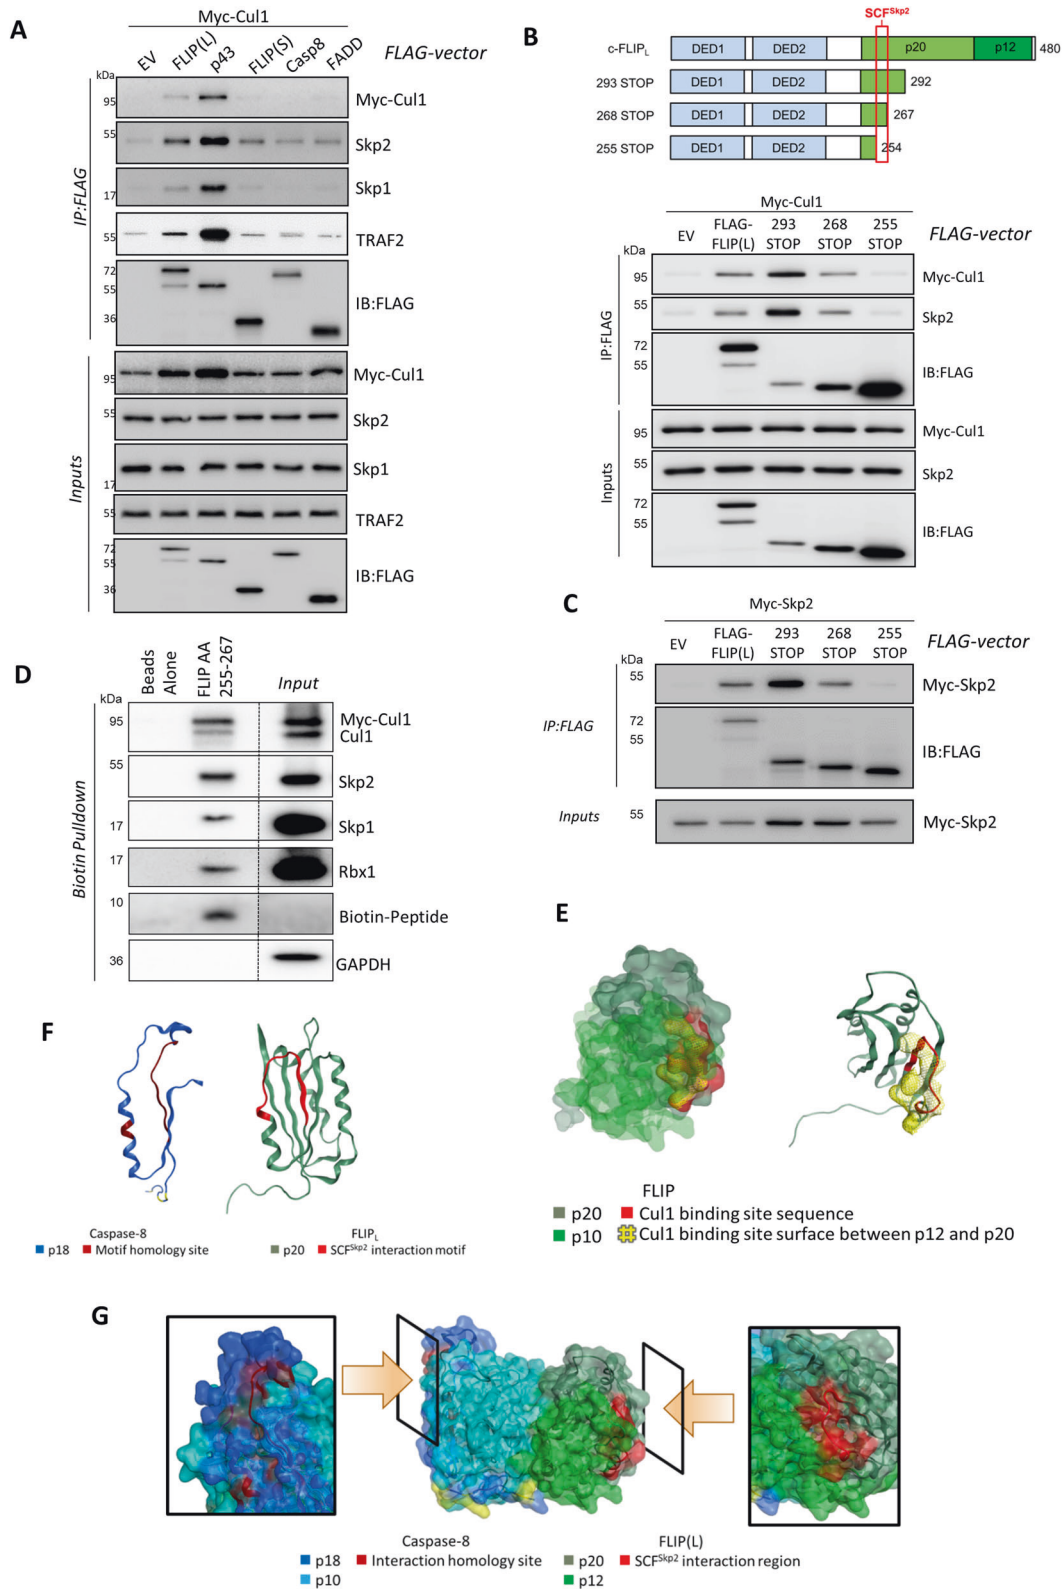 A
Myc-Cul1
EV FLIP(L) p43 FLIP(S) Casp8 FADD FLAG-vector
kDa
IP:FLAG
95 Myc-Cul1
55 Skp2
17 Skp1
55 TRAF2
72
55
36
IB:FLAG
Inputs
95 Myc-Cul1
55 Skp2
17 Skp1
55 TRAF2
72
55
36
IB:FLAG
B
SCFSkp2
c-FLIPL DED1 DED2 p20 p12 480
293 STOP DED1 DED2 292
268 STOP DED1 DED2 267
255 STOP DED1 DED2 254
Myc-Cul1
EV FLAG-FLIP(L) 293 STOP 268 STOP 255 STOP FLAG-vector
kDa
IP:FLAG
95 Myc-Cul1
55 Skp2
72
55
IB:FLAG
Inputs
95 Myc-Cul1
55 Skp2
72
55
IB:FLAG
C
Myc-Skp2
EV FLAG-FLIP(L) 293 STOP 268 STOP 255 STOP FLAG-vector
kDa
IP:FLAG
55 Myc-Skp2
72
55
IB:FLAG
Inputs
55 Myc-Skp2
D
Beads Alone
FLIP AA 255-267
Input
kDa
Biotin Pulldown
95 Myc-Cul1
Cul1
55 Skp2
17 Skp1
17 Rbx1
10 Biotin-Peptide
36 GAPDH
E
FLIP
p20 Cul1 binding site sequence
p10 Cul1 binding site surface between p12 and p20
F
Caspase-8
p18 Motif homology site
FLIPL
p20 SCFSkp2 interaction motif
G
Caspase-8
p18 Interaction homology site
p10
FLIP(L)
p20 SCFSkp2 interaction region
p12